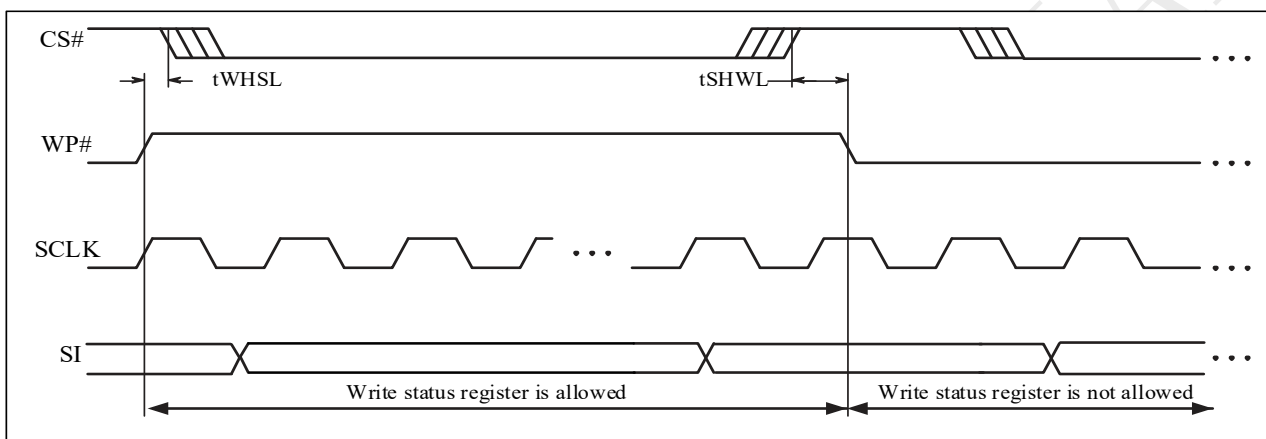 CS#
tWHSL
tSHWL
WP#
SCLK
SI
Write status register is allowed
Write status register is not allowed